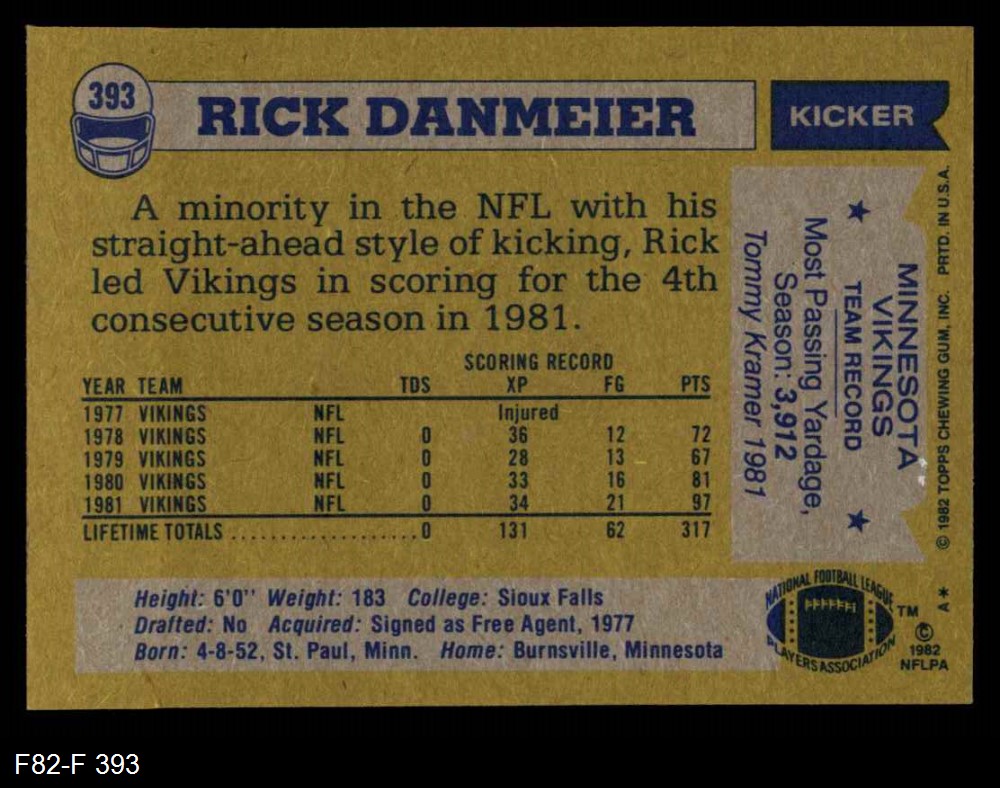 393
RICK DANMEIER
KICKER
A minority in the NFL with his
straight-ahead style of kicking, Rick
led Vikings in scoring for the 4th
consecutive season in 1981.
SCORING RECORD
YEAR TEAM TDS XP FG PTS
1977 VIKINGS NFL Injured
1978 VIKINGS NFL 0 36 12 72
1979 VIKINGS NFL 0 28 13 67
1980 VIKINGS NFL 0 33 16 81
1981 VIKINGS NFL 0 34 21 97
LIFETIME TOTALS ...................0 131 62 317
MINNESOTA
VIKINGS
★ TEAM RECORD ★
Most Passing Yardage,
Season: 3,912
Tommy Kramer 1981
© 1982 TOPPS CHEWING GUM, INC. PRTD. IN U.S.A.
Height: 6'0" Weight: 183 College: Sioux Falls
Drafted: No Acquired: Signed as Free Agent, 1977
Born: 4-8-52, St. Paul, Minn. Home: Burnsville, Minnesota
NATIONAL FOOTBALL LEAGUE
PLAYERS ASSOCIATION
TM
©
1982
NFLPA
A*
F82-F 393